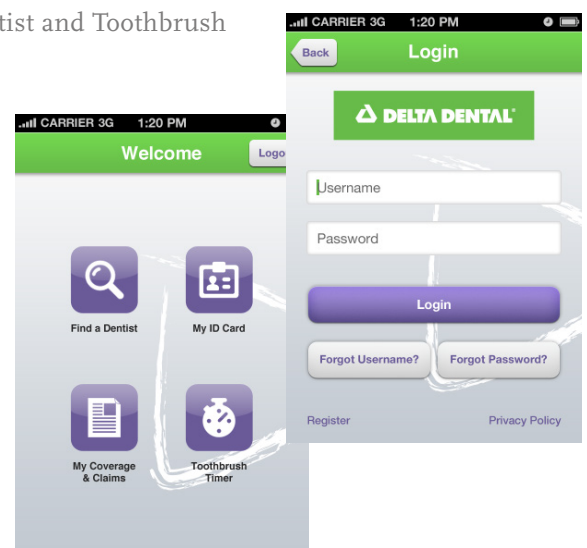 tist and Toothbrush
CARRIER 3G 1:20 PM
Back Login
DELTA DENTAL
Username
Password
Login
Forgot Username? Forgot Password?
Register Privacy Policy
CARRIER 3G 1:20 PM
Welcome Logo
Find a Dentist My ID Card
My Coverage
& Claims
Toothbrush
Timer